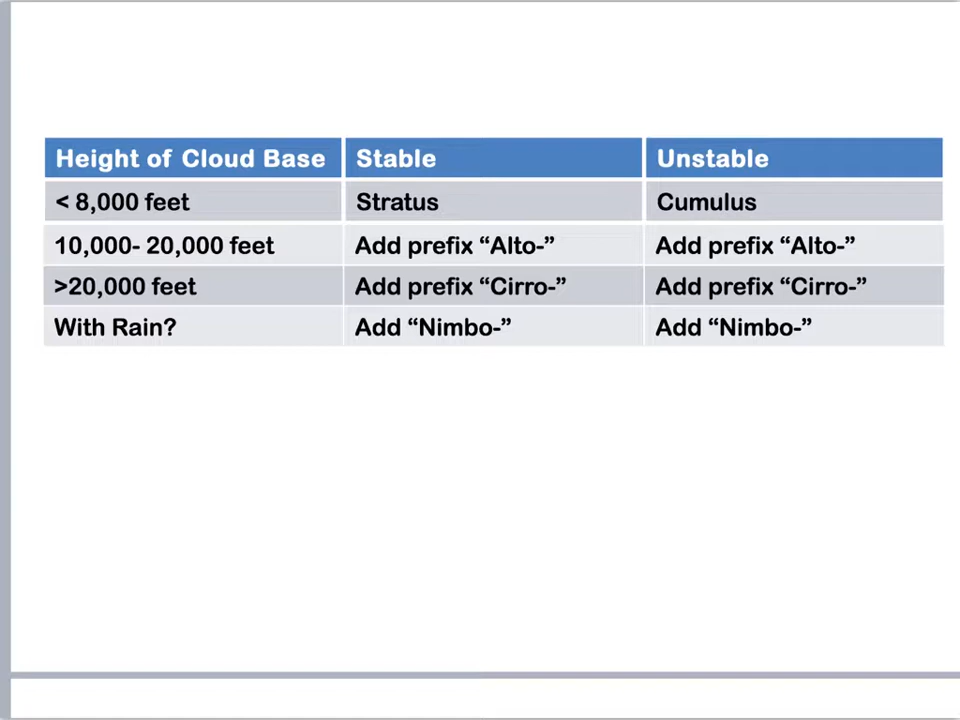 Height of Cloud Base Stable Unstable
< 8,000 feet Stratus Cumulus
10,000- 20,000 feet Add prefix “Alto-” Add prefix “Alto-”
>20,000 feet Add prefix “Cirro-” Add prefix “Cirro-”
With Rain? Add “Nimbo-” Add “Nimbo-”